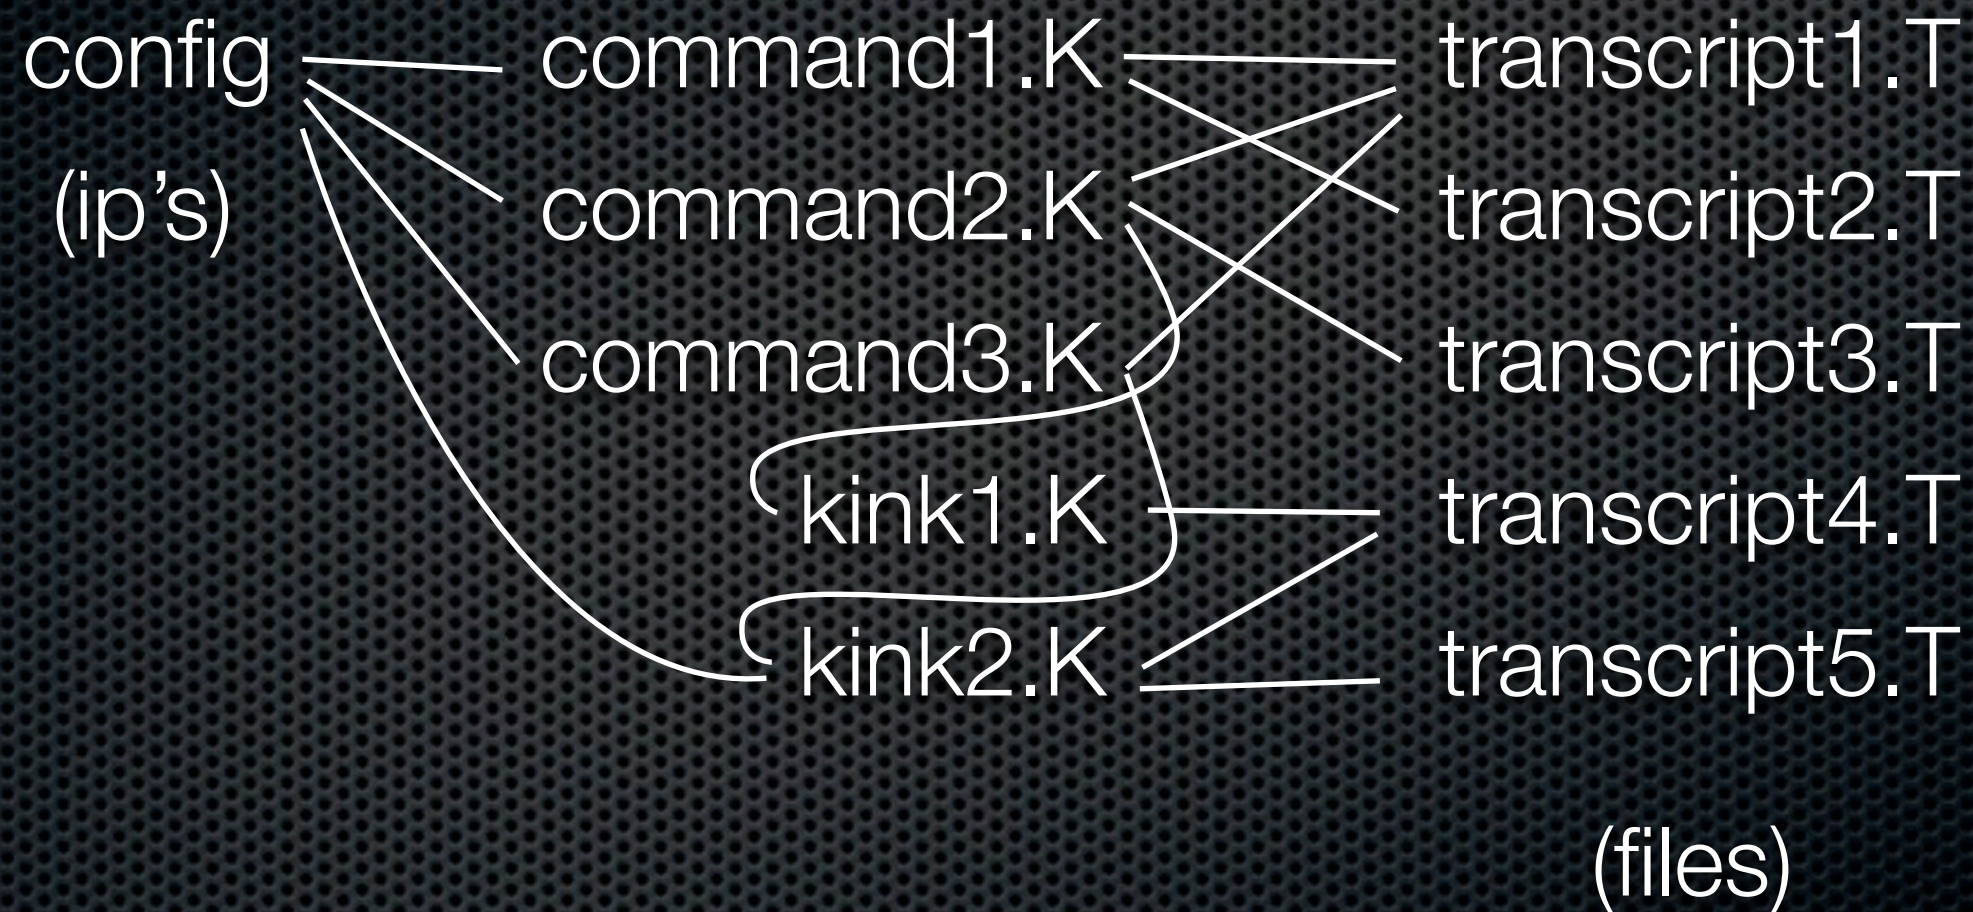 config command1.K transcript1.T
(ip’s) command2.K transcript2.T
command3.K transcript3.T
kink1.K transcript4.T
kink2.K transcript5.T
(files)